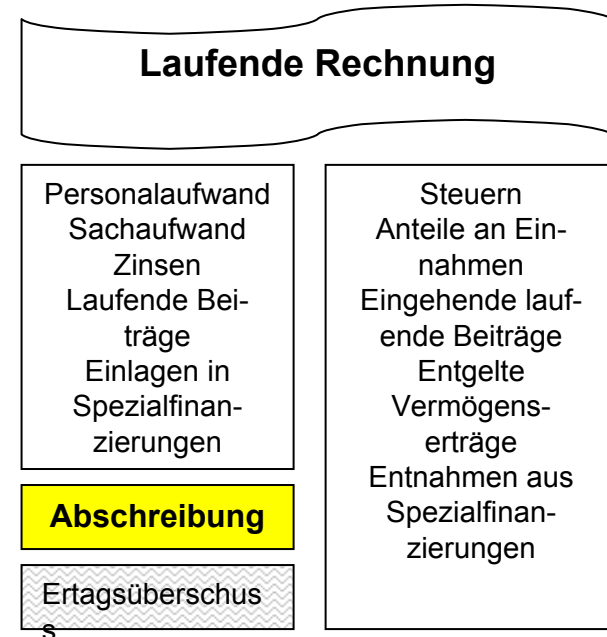 Laufende Rechnung
Personalaufwand
Sachaufwand
Zinsen
Laufende Bei-
träge
Einlagen in
Spezialfinan-
zierungen
Abschreibung
Ertagsüberschus
s
Steuern
Anteile an Ein-
nahmen
Eingehende lauf-
ende Beiträge
Entgelte
Vermögens-
erträge
Entnahmen aus
Spezialfinan-
zierungen